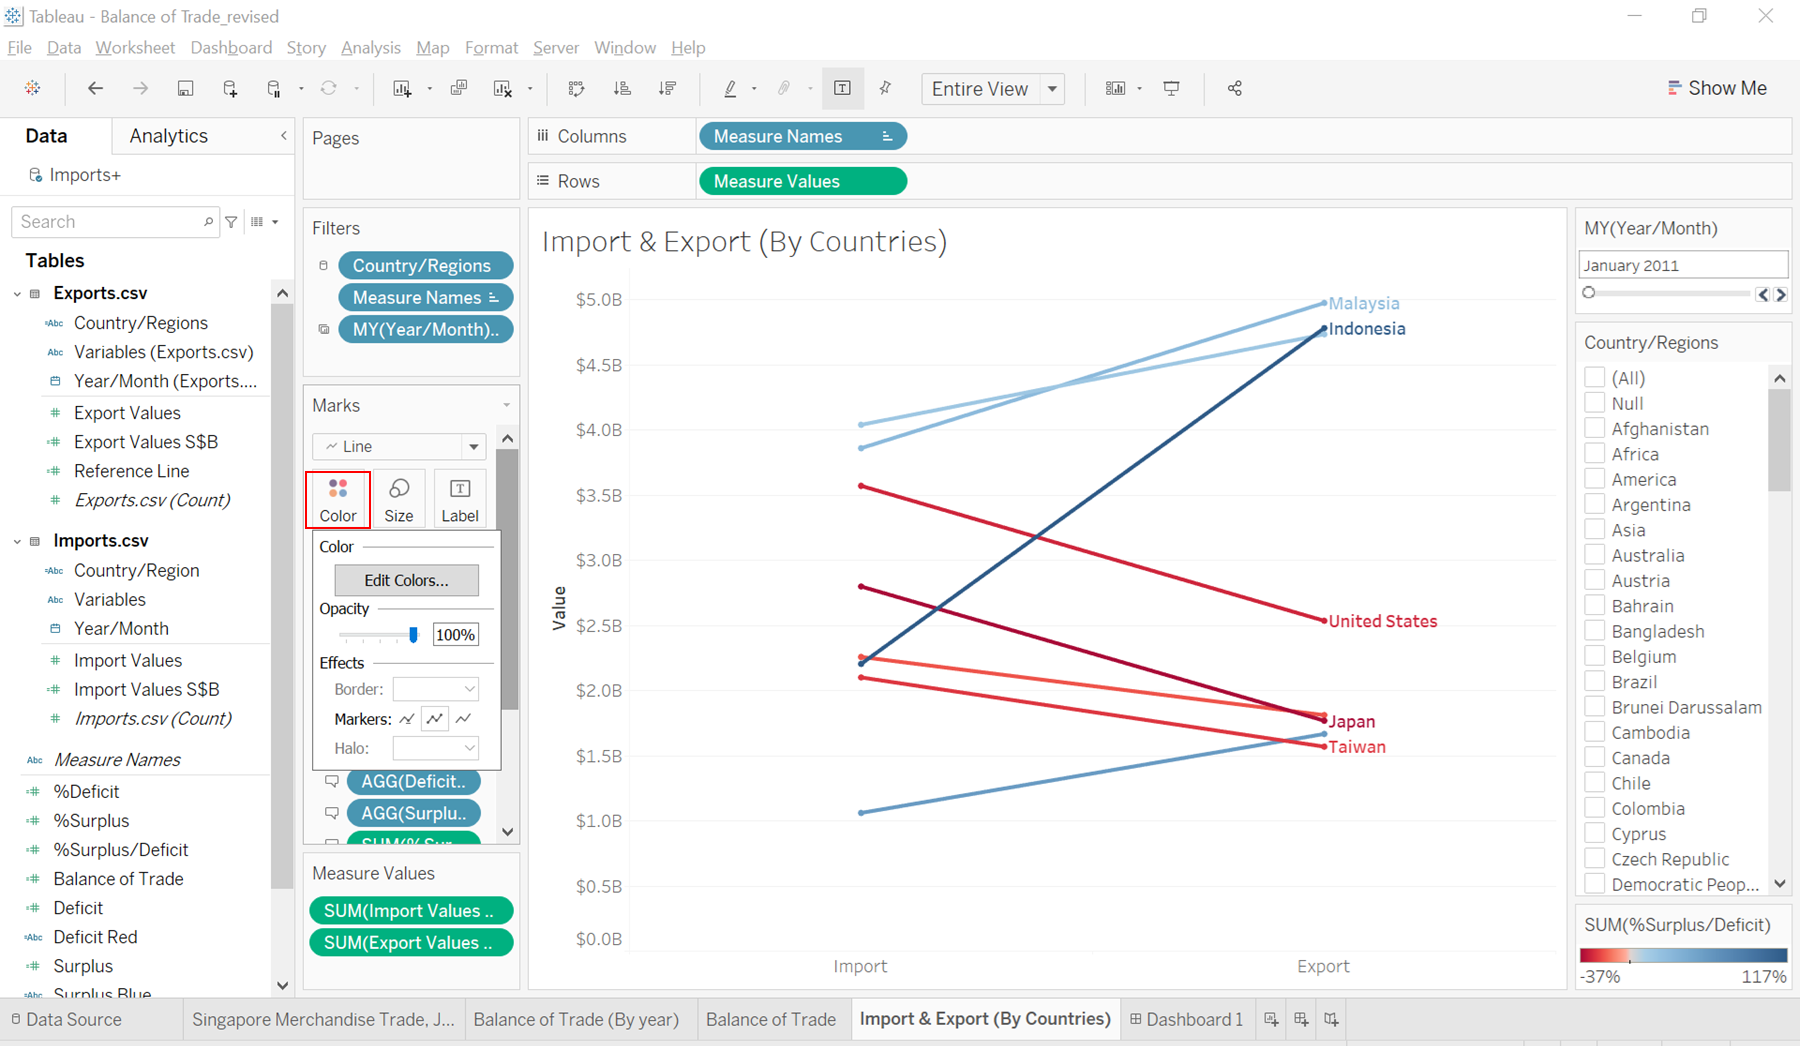 Tableau - Balance of Trade_revised
File Data Worksheet Dashboard Story Analysis Map Format Server Window Help
Entire View
Show Me
Data
Analytics
Imports+
Search
Tables
Exports.csv
Abc Country/Regions
Abc Variables (Exports.csv)
Year/Month (Exports....
Export Values
Export Values S$B
Reference Line
Exports.csv (Count)
Imports.csv
Abc Country/Region
Abc Variables
Year/Month
Import Values
Import Values S$B
Imports.csv (Count)
Abc Measure Names
%Deficit
%Surplus
%Surplus/Deficit
Balance of Trade
Deficit
Abc Deficit Red
Surplus
Abc Surplus Blue
Pages
Filters
Country/Regions
Measure Names
MY(Year/Month)..
Marks
Line
Color
Size
Label
Color
Edit Colors...
Opacity
100%
Effects
Border:
Markers:
Halo:
AGG(Deficit..
AGG(Surplu..
SUM(%Sur..
Measure Values
SUM(Import Values ..
SUM(Export Values ..
Columns
Measure Names
Rows
Measure Values
Import & Export (By Countries)
Value
$5.0B
$4.5B
$4.0B
$3.5B
$3.0B
$2.5B
$2.0B
$1.5B
$1.0B
$0.5B
$0.0B
Malaysia
Indonesia
United States
Japan
Taiwan
Import
Export
MY(Year/Month)
January 2011
Country/Regions
(All)
Null
Afghanistan
Africa
America
Argentina
Asia
Australia
Austria
Bahrain
Bangladesh
Belgium
Brazil
Brunei Darussalam
Cambodia
Canada
Chile
Colombia
Cyprus
Czech Republic
Democratic Peop...
SUM(%Surplus/Deficit)
-37%
117%
Data Source
Singapore Merchandise Trade, J...
Balance of Trade (By year)
Balance of Trade
Import & Export (By Countries)
Dashboard 1